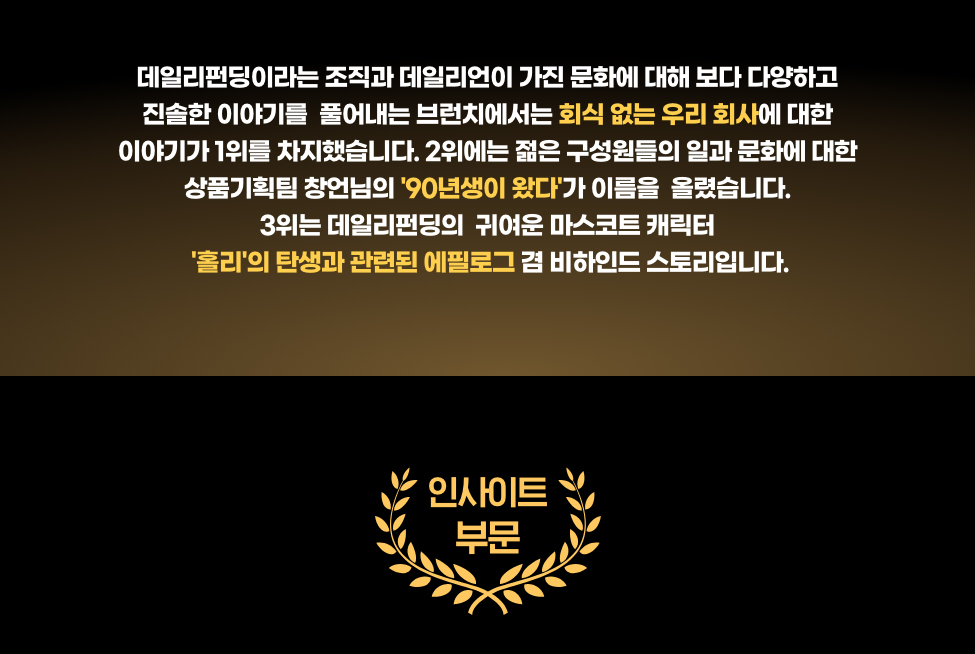 데일리펀딩이라는 조직과 데일리언이 가진 문화에 대해 보다 다양하고
진솔한 이야기를 풀어내는 브런치에서는 회식 없는 우리 회사에 대한
이야기가 1위를 차지했습니다. 2위에는 젊은 구성원들의 일과 문화에 대한
상품기획팀 창언님의 '90년생이 왔다'가 이름을 올렸습니다.
3위는 데일리펀딩의 귀여운 마스코트 캐릭터
'홀리'의 탄생과 관련된 에필로그 겸 비하인드 스토리입니다.
인사이트
부문